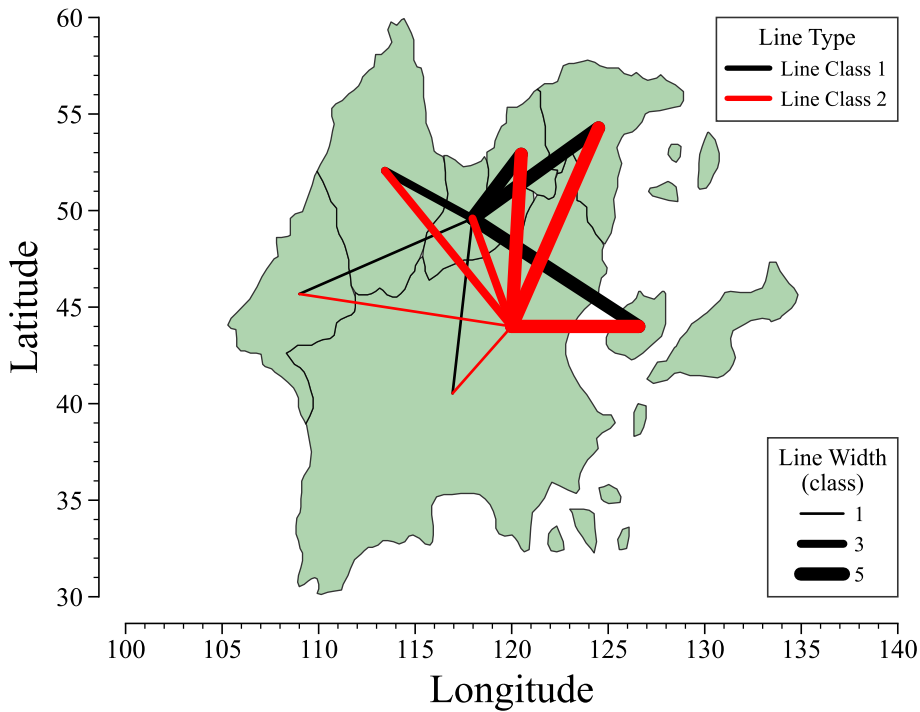 60
55
50
45
40
35
30
Latitude
Line Type
Line Class 1
Line Class 2
Line Width
(class)
1
3
5
100 105 110 115 120 125 130 135 140
Longitude